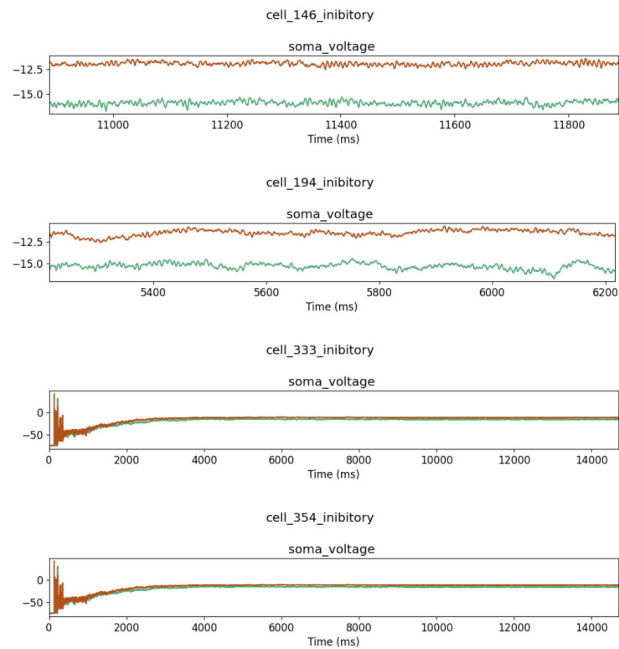 cell_146_inibitory
soma_voltage
−12.5
−15.0
11000 11200 11400 11600 11800
Time (ms)
cell_194_inibitory
soma_voltage
−12.5
−15.0
5400 5600 5800 6000 6200
Time (ms)
cell_333_inibitory
soma_voltage
0
−50
0 2000 4000 6000 8000 10000 12000 14000
Time (ms)
cell_354_inibitory
soma_voltage
0
−50
0 2000 4000 6000 8000 10000 12000 14000
Time (ms)